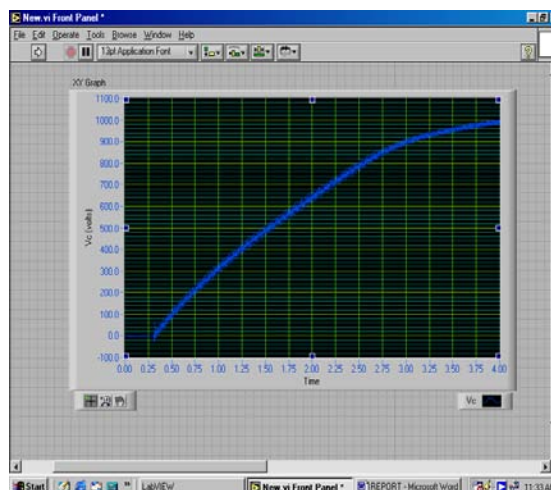 New.vi Front Panel *
File Edit Operate Tools Browse Window Help
13pt Application Font
XY Graph
1100.0
1000.0
900.0
800.0
700.0
600.0
500.0
400.0
300.0
200.0
100.0
0.0
-100.0
Vc (volts)
0.00 0.25 0.50 0.75 1.00 1.25 1.50 1.75 2.00 2.25 2.50 2.75 3.00 3.25 3.50 3.75 4.00
Time
Vc
Start LabVIEW New.vi Front Panel * REPORT - Microsoft Word 11:33 AM